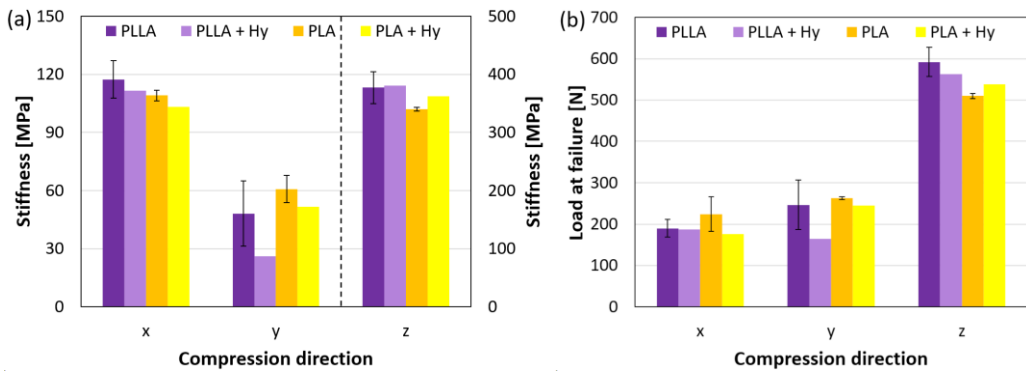 (a)
PLLA PLLA + Hy PLA PLA + Hy
Stiffness [MPa]
150
120
90
60
30
0
500
400
300
200
100
0
Stiffness [MPa]
x y z
Compression direction
(b)
PLLA PLLA + Hy PLA PLA + Hy
Load at failure [N]
700
600
500
400
300
200
100
0
x y z
Compression direction